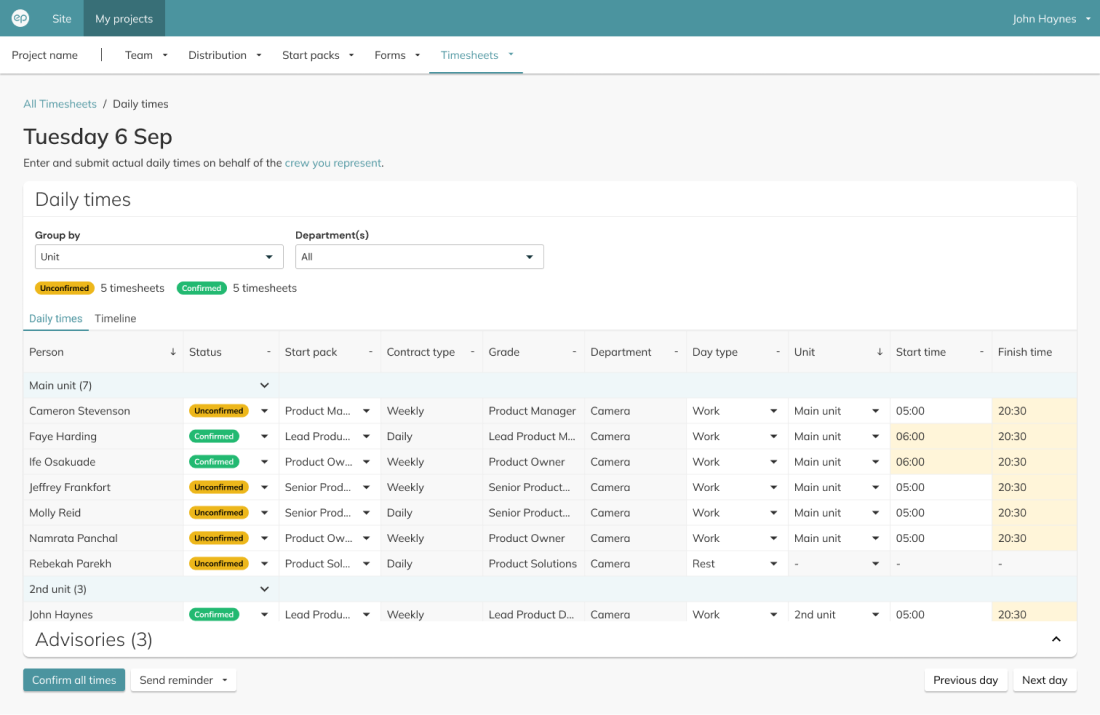 ep Site My projects John Haynes
Project name | Team Distribution Start packs Forms Timesheets
All Timesheets / Daily times
Tuesday 6 Sep
Enter and submit actual daily times on behalf of the crew you represent.
Daily times
Group by Department(s)
Unit All
Unconfirmed 5 timesheets Confirmed 5 timesheets
Daily times Timeline
Person Status - Start pack - Contract type - Grade - Department - Day type - Unit Start time - Finish time
Main unit (7)
Cameron Stevenson Unconfirmed Product Ma... Weekly Product Manager Camera Work Main unit 05:00 20:30
Faye Harding Confirmed Lead Produ... Daily Lead Product M... Camera Work Main unit 06:00 20:30
Ife Osakuade Confirmed Product Ow... Weekly Product Owner Camera Work Main unit 06:00 20:30
Jeffrey Frankfort Unconfirmed Senior Prod... Weekly Senior Product... Camera Work Main unit 05:00 20:30
Molly Reid Unconfirmed Senior Prod... Daily Senior Product... Camera Work Main unit 05:00 20:30
Namrata Panchal Unconfirmed Product Ow... Weekly Product Owner Camera Work Main unit 05:00 20:30
Rebekah Parekh Unconfirmed Product Sol... Daily Product Solutions Camera Rest - - -
2nd unit (3)
John Haynes Confirmed Lead Produ... Weekly Lead Product D... Camera Work 2nd unit 05:00 20:30
Advisories (3)
Confirm all times Send reminder Previous day Next day